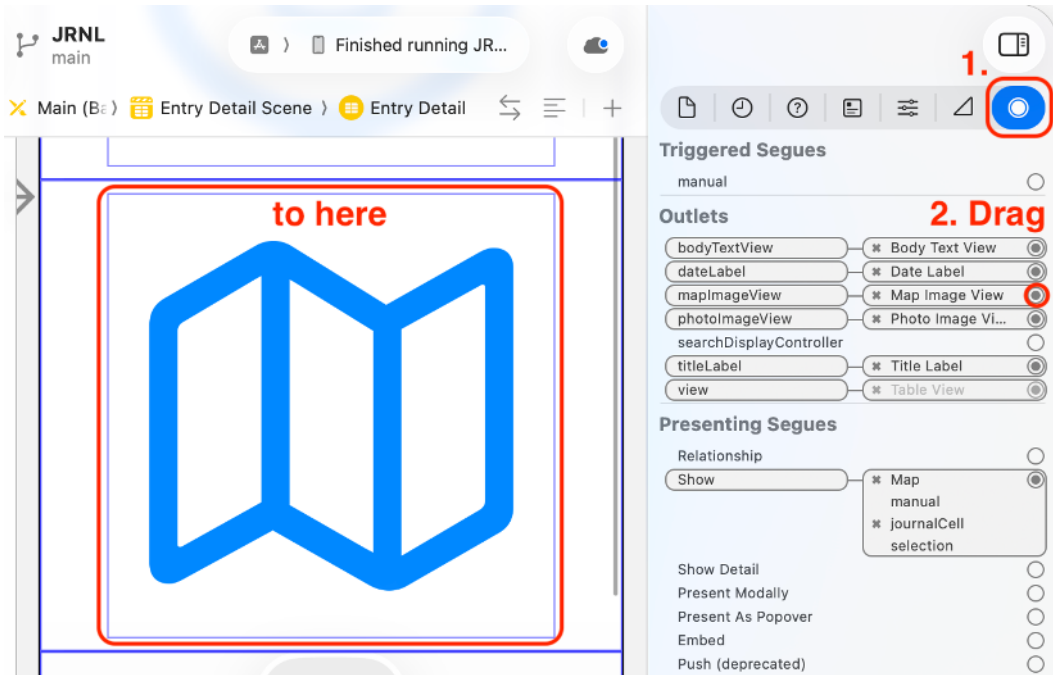 JRNL
main
Finished running JR...
1.
Main (Ba
Entry Detail Scene
Entry Detail
to here
Triggered Segues
manual
Outlets
2. Drag
bodyTextView
Body Text View
dateLabel
Date Label
mapImageView
Map Image View
photoImageView
Photo Image Vi...
searchDisplayController
titleLabel
Title Label
view
Table View
Presenting Segues
Relationship
Show
Map
manual
journalCell
selection
Show Detail
Present Modally
Present As Popover
Embed
Push (deprecated)